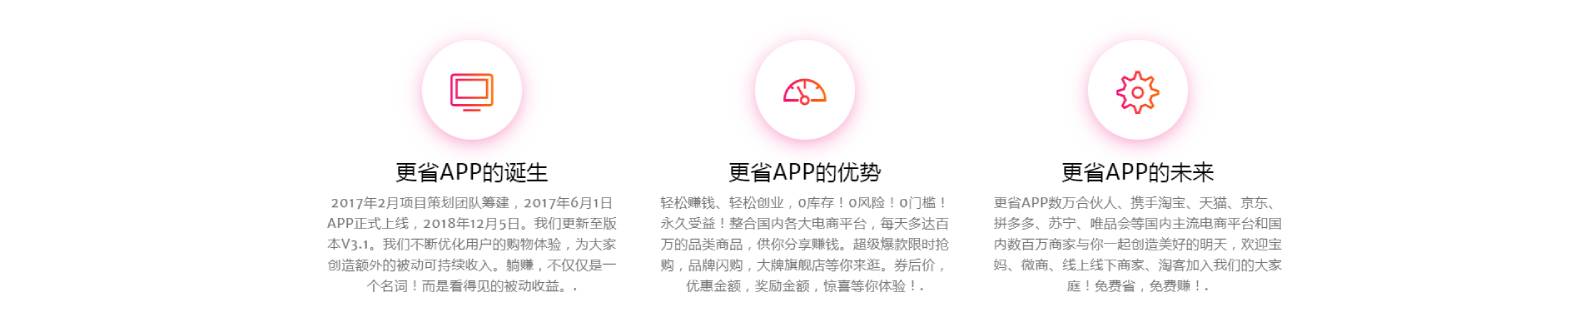 更省APP的诞生
2017年2月项目策划团队筹建，2017年6月1日
APP正式上线，2018年12月5日。我们更新至版
本V3.1。我们不断优化用户的购物体验，为大家
创造额外的被动可持续收入。躺赚，不仅仅是一
个名词！而是看得见的被动收益。.
更省APP的优势
轻松赚钱、轻松创业，0库存！0风险！0门槛！
永久受益！整合国内各大电商平台，每天多达百
万的品类商品，供你分享赚钱。超级爆款限时抢
购，品牌闪购，大牌旗舰店等你来逛。券后价，
优惠金额，奖励金额，惊喜等你体验！.
更省APP的未来
更省APP数万合伙人、携手淘宝、天猫、京东、
拼多多、苏宁、唯品会等国内主流电商平台和国
内数百万商家与你一起创造美好的明天，欢迎宝
妈、微商、线上线下商家、淘客加入我们的大家
庭！免费省，免费赚！.